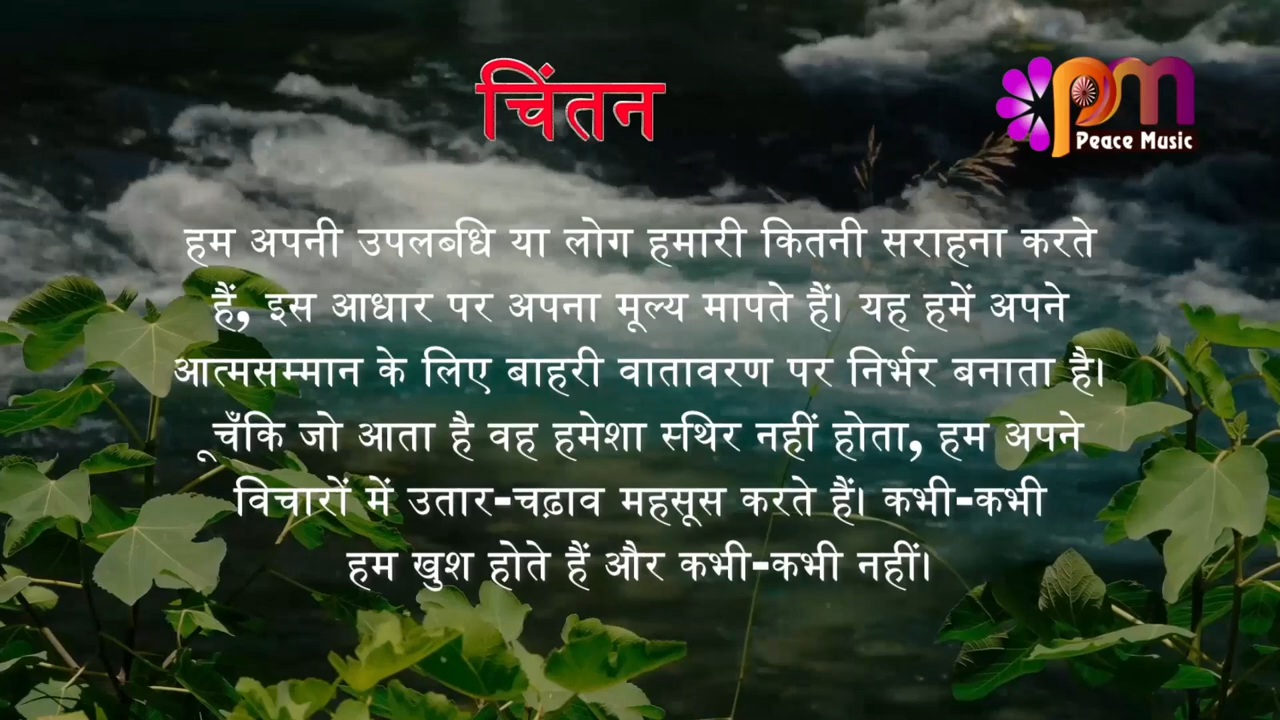 चिंतन
pm
Peace Music
हम अपनी उपलबधि या लोग हमारी कितनी सराहना करते
हैं, इस आधार पर अपना मूल्य मापते हैं। यह हमें अपने
आत्मसम्मान के लिए बाहरी वातावरण पर निर्भर बनाता है।
चूँकि जो आता है वह हमेशा स्थिर नहीं होता, हम अपने
विचारों में उतार-चढ़ाव महसूस करते हैं। कभी-कभी
हम खुश होते हैं और कभी-कभी नहीं।